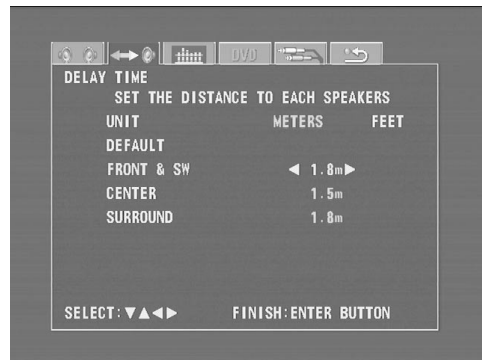 DVD
DELAY TIME
SET THE DISTANCE TO EACH SPEAKERS
UNIT METERS FEET
DEFAULT
FRONT & SW ◀ 1.8m▶
CENTER 1.5m
SURROUND 1.8m
SELECT:▼▲◀▶ FINISH:ENTER BUTTON